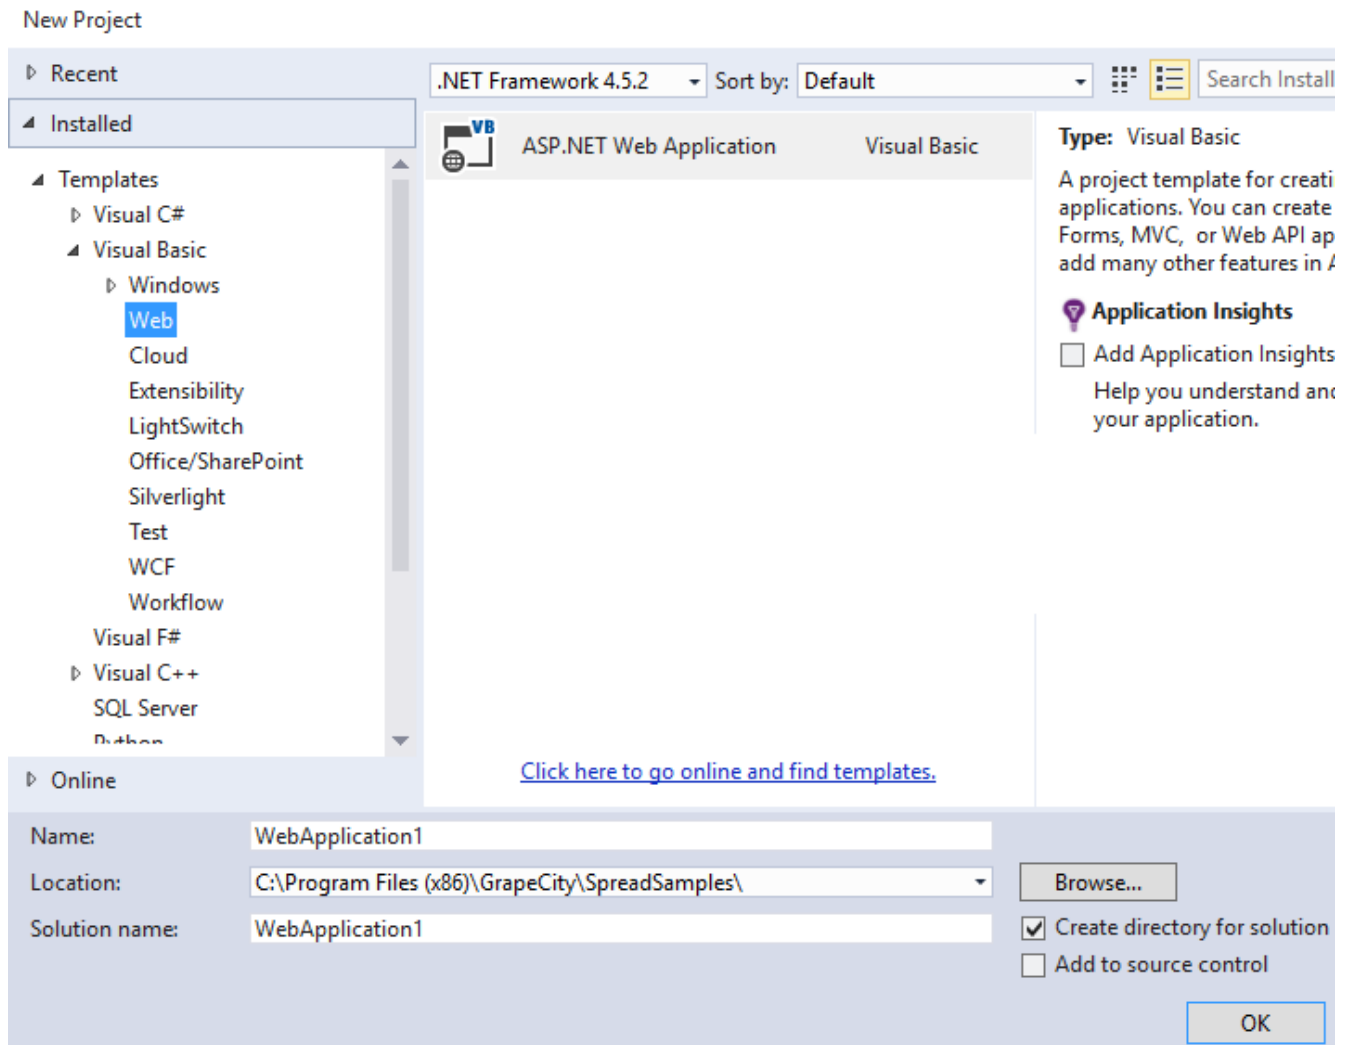 New Project
Recent
.NET Framework 4.5.2
Sort by:
Default
Search Install
Installed
Templates
Visual C#
Visual Basic
Windows
Web
Cloud
Extensibility
LightSwitch
Office/SharePoint
Silverlight
Test
WCF
Workflow
Visual F#
Visual C++
SQL Server
Python
Online
VB
ASP.NET Web Application
Visual Basic
Click here to go online and find templates.
Type: Visual Basic
A project template for creati
applications. You can create
Forms, MVC, or Web API ap
add many other features in A
Application Insights
Add Application Insights
Help you understand and
your application.
Name:
WebApplication1
Location:
C:\Program Files (x86)\GrapeCity\SpreadSamples\
Browse...
Solution name:
WebApplication1
Create directory for solution
Add to source control
OK